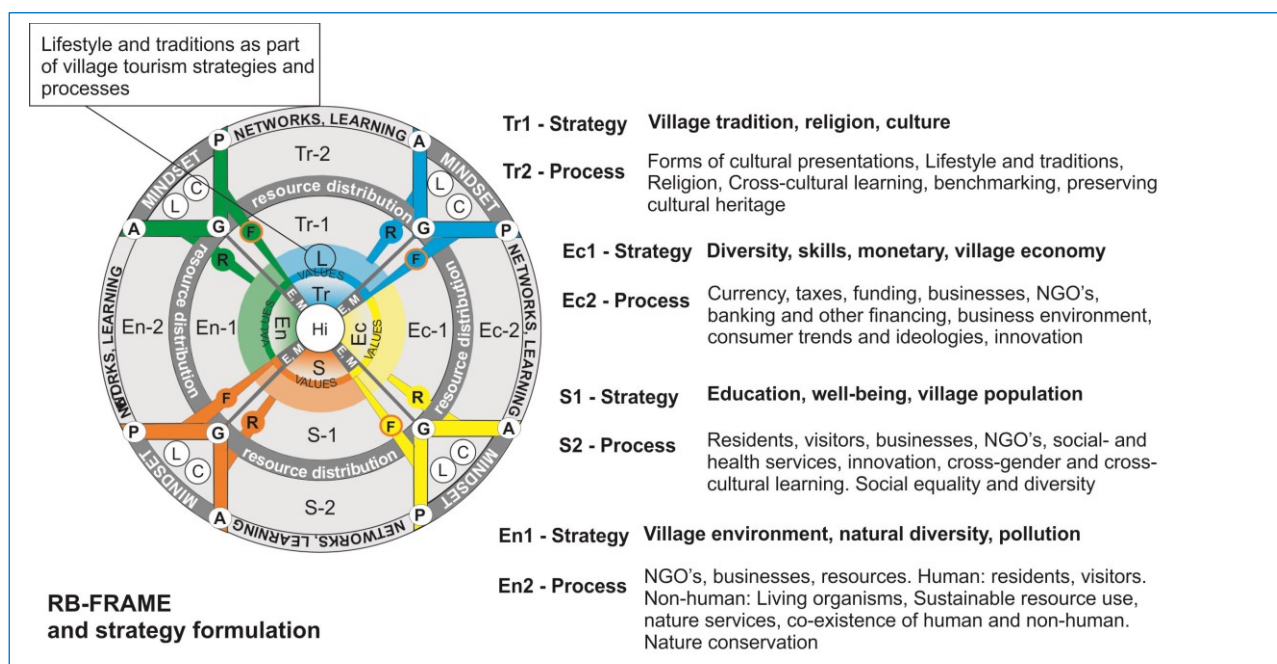 Lifestyle and traditions as part
of village tourism strategies and
processes
NETWORKS, LEARNING
P
A
MINDSET
MINDSET
Tr-2
C
L
L
C
resource distribution
A
G
G
P
F
Tr-1
R
R
F
L
VALUES
Tr
E, M
E, M
NETWORKS, LEARNING
En-2
resource distribution
En-1
VALUES
En
Hi
Ec
VALUES
Ec-1
resource distribution
Ec-2
NETWORKS, LEARNING
E, M
E, M
S
VALUES
F
R
R
F
P
G
S-1
G
A
L
C
resource distribution
C
L
MINDSET
MINDSET
S-2
A
P
NETWORKS, LEARNING
RB-FRAME
and strategy formulation
Tr1 - Strategy Village tradition, religion, culture
Tr2 - Process Forms of cultural presentations, Lifestyle and traditions,
Religion, Cross-cultural learning, benchmarking, preserving
cultural heritage
Ec1 - Strategy Diversity, skills, monetary, village economy
Ec2 - Process Currency, taxes, funding, businesses, NGO's,
banking and other financing, business environment,
consumer trends and ideologies, innovation
S1 - Strategy Education, well-being, village population
S2 - Process Residents, visitors, businesses, NGO's, social- and
health services, innovation, cross-gender and cross-
cultural learning. Social equality and diversity
En1 - Strategy Village environment, natural diversity, pollution
En2 - Process NGO's, businesses, resources. Human: residents, visitors.
Non-human: Living organisms, Sustainable resource use,
nature services, co-existence of human and non-human.
Nature conservation